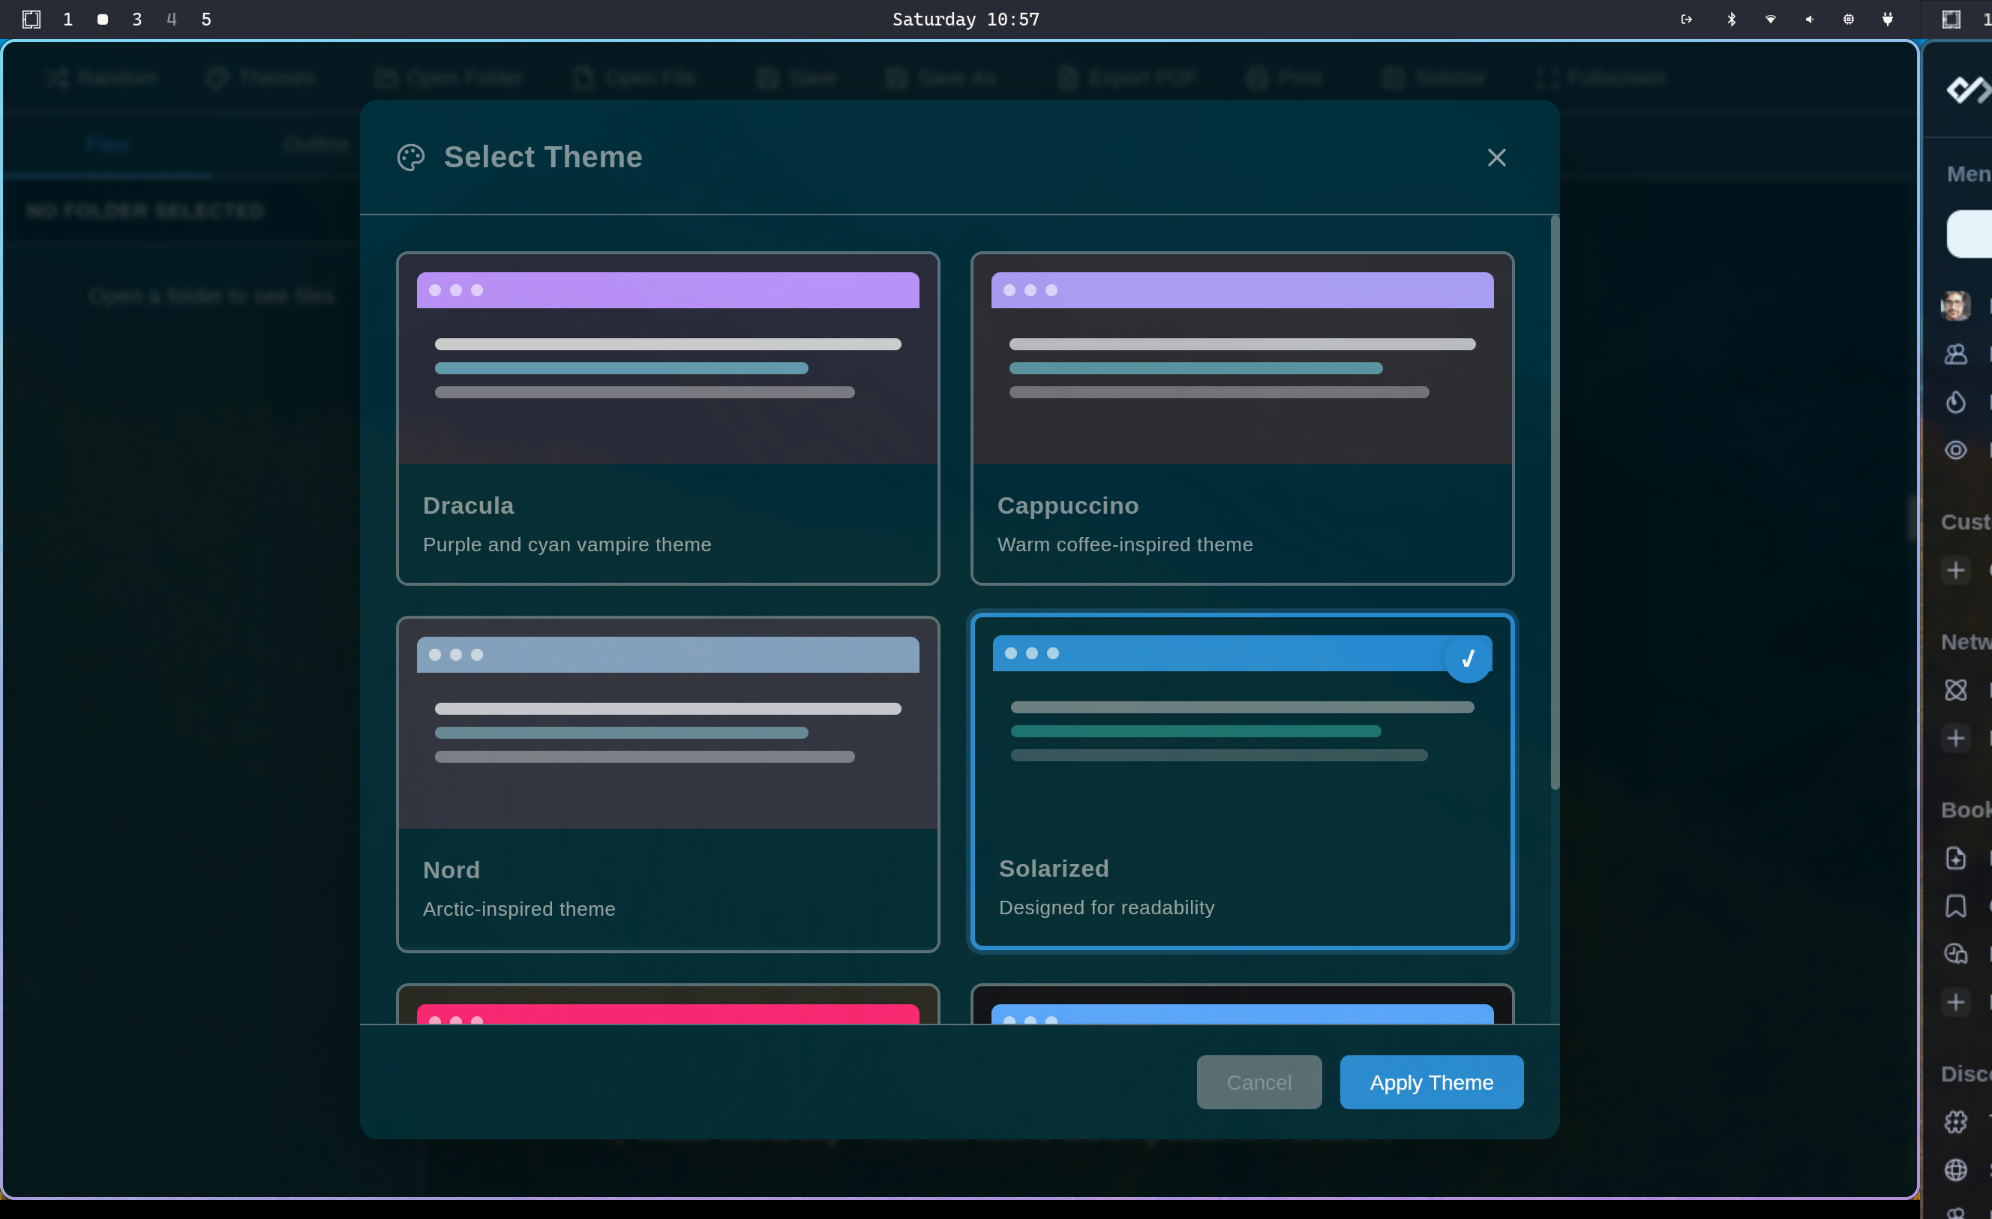 1 3 4 5 Saturday 10:57 1
Random Themes Open Folder Open File Save Save As Export PDF Print Sidebar Fullscreen
Files Outline
NO FOLDER SELECTED
Open a folder to see files
Select Theme
Dracula
Purple and cyan vampire theme
Cappuccino
Warm coffee-inspired theme
Nord
Arctic-inspired theme
Solarized
Designed for readability
Cancel Apply Theme
Men
Cust
Netw
Book
Disc